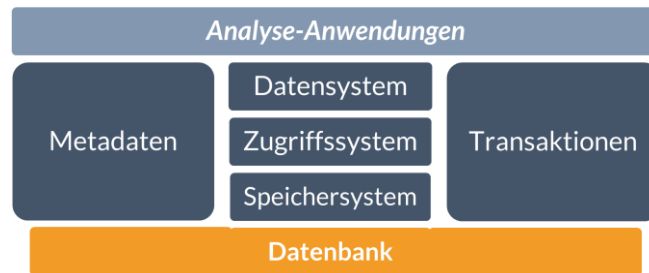 Analyse-Anwendungen
Metadaten
Datensystem
Zugriffssystem
Speichersystem
Transaktionen
Datenbank